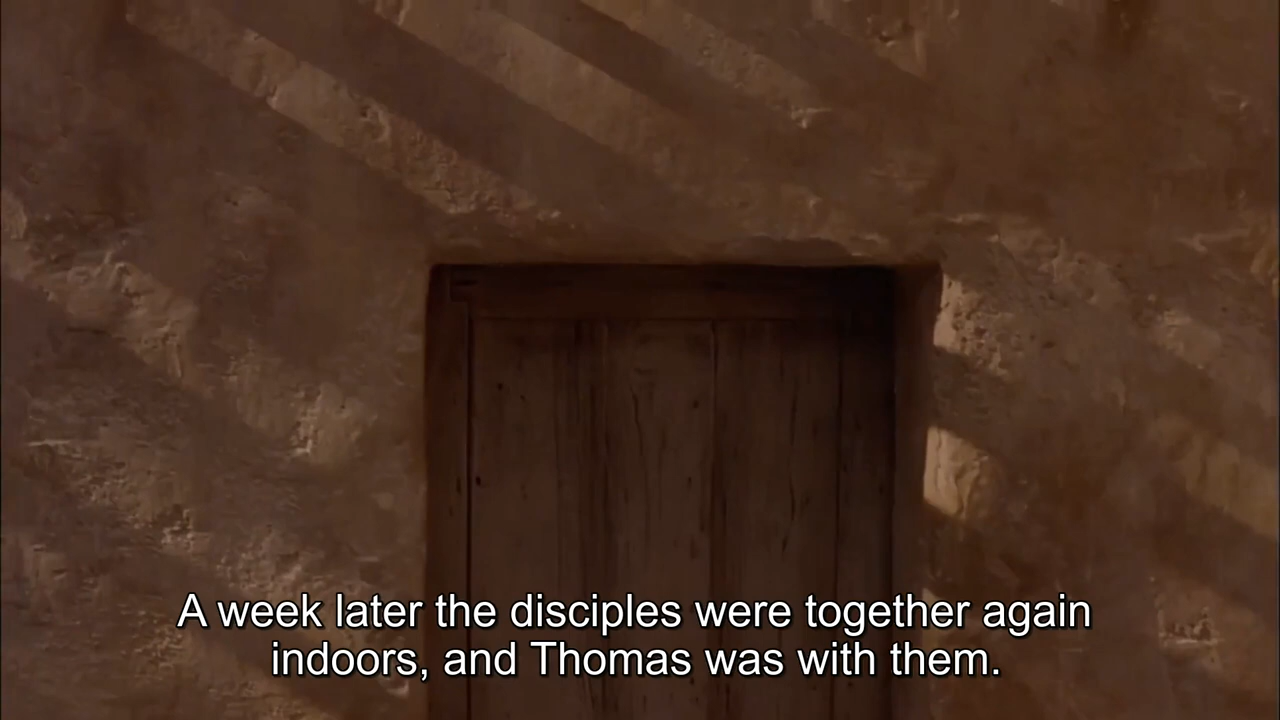 A week later the disciples were together again
indoors, and Thomas was with them.